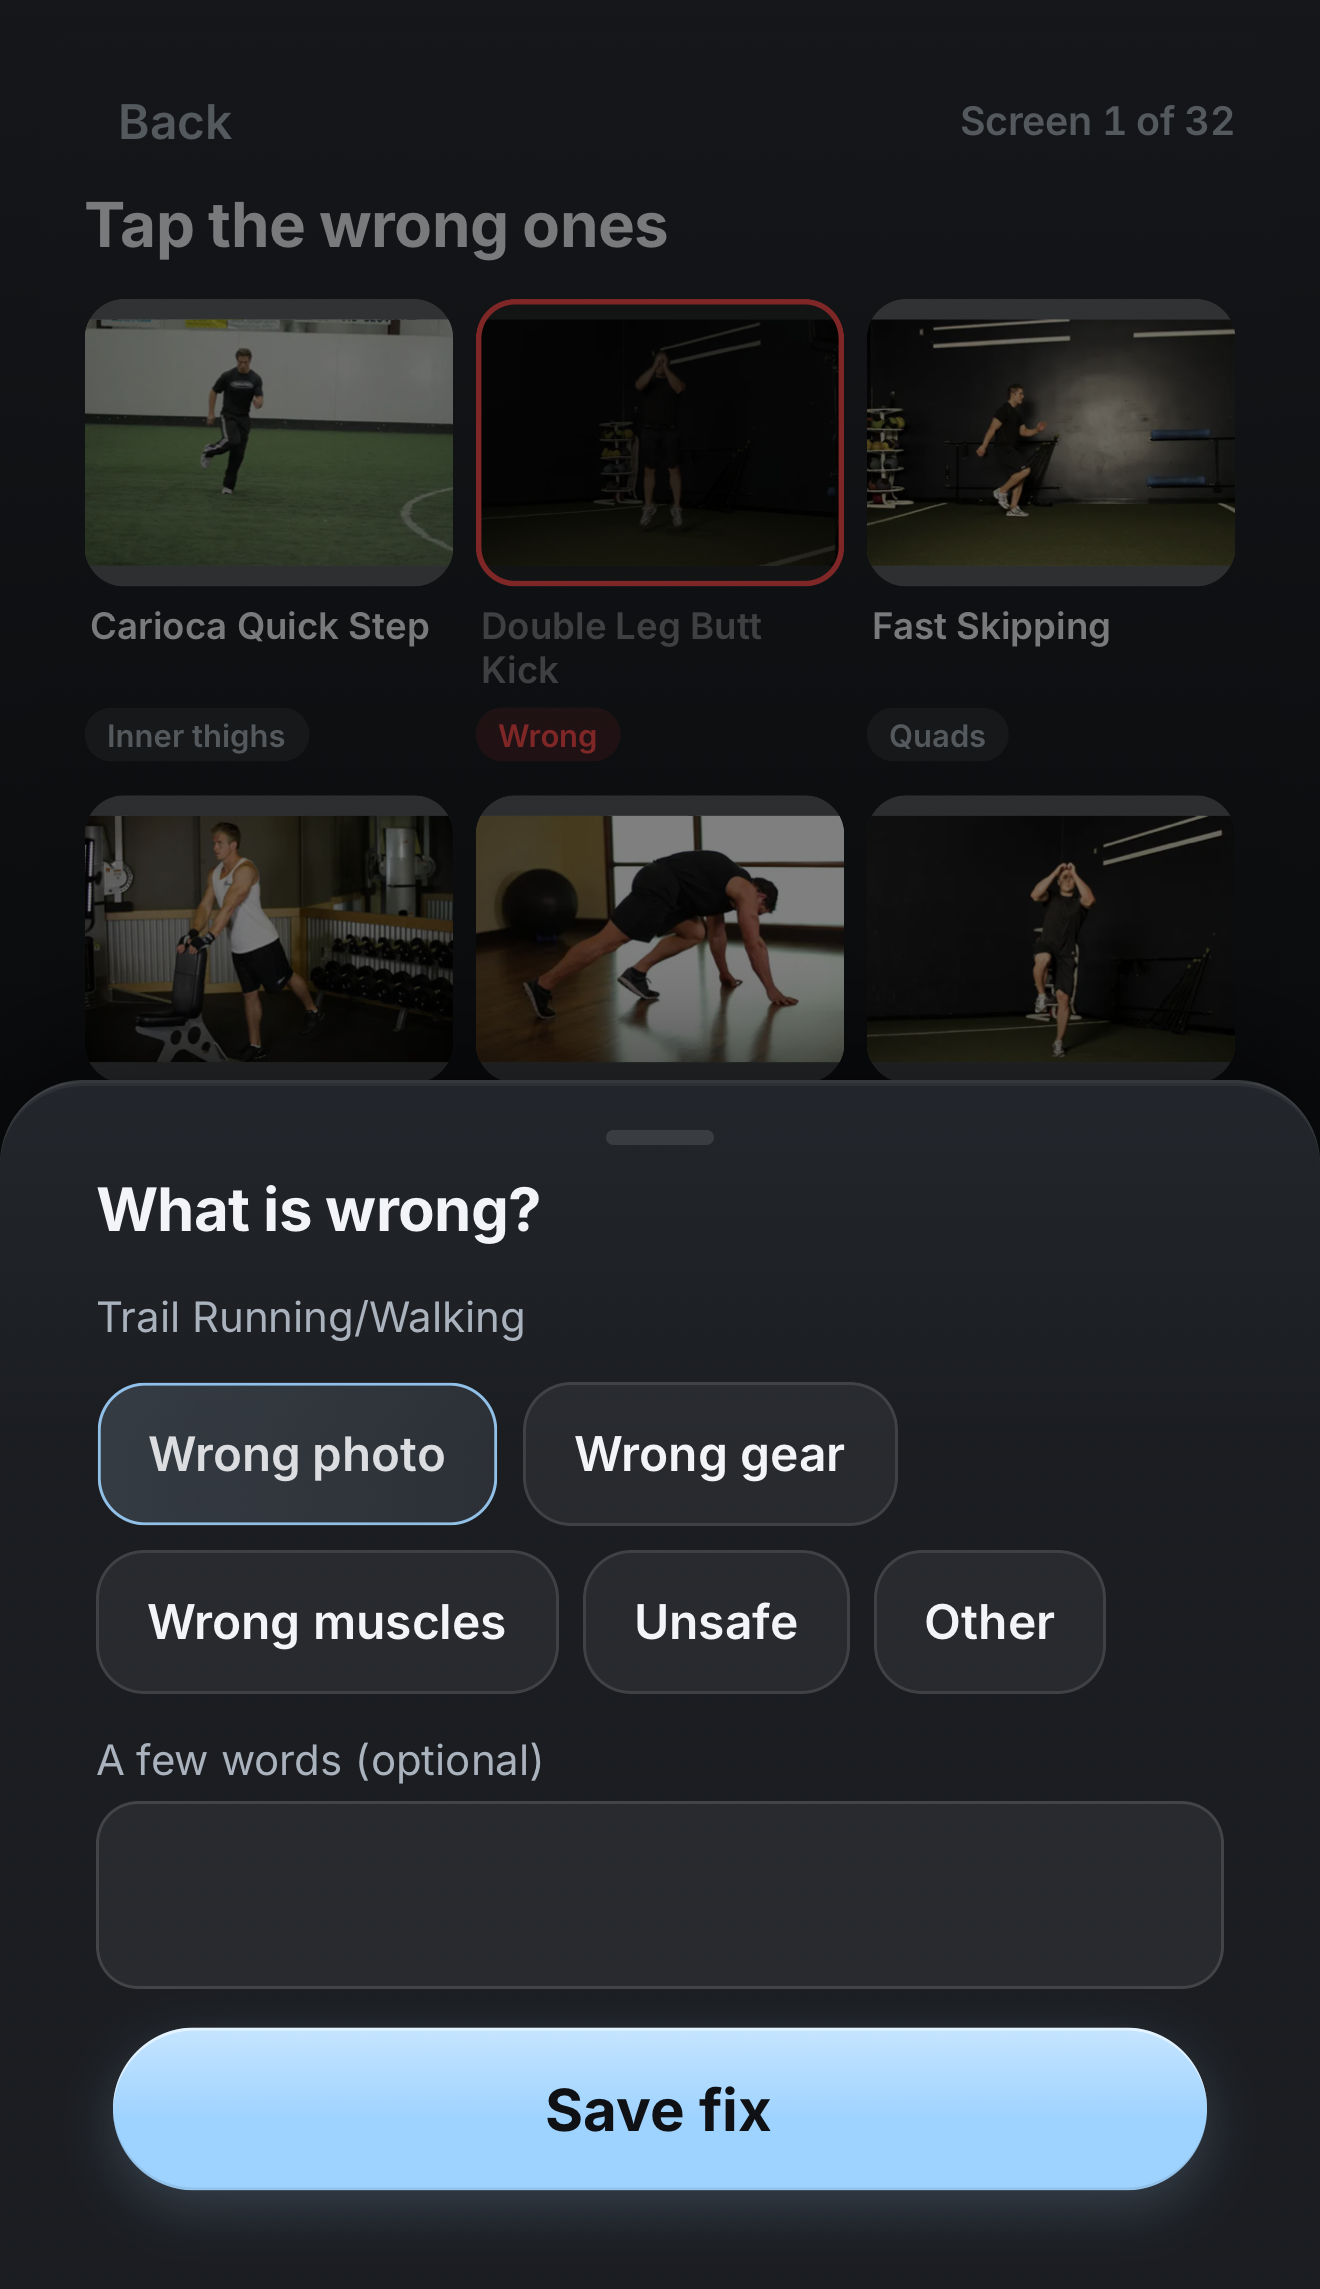 Back
Screen 1 of 32
Tap the wrong ones
Carioca Quick Step
Double Leg Butt
Kick
Fast Skipping
Inner thighs
Wrong
Quads
What is wrong?
Trail Running/Walking
Wrong photo
Wrong gear
Wrong muscles
Unsafe
Other
A few words (optional)
Save fix